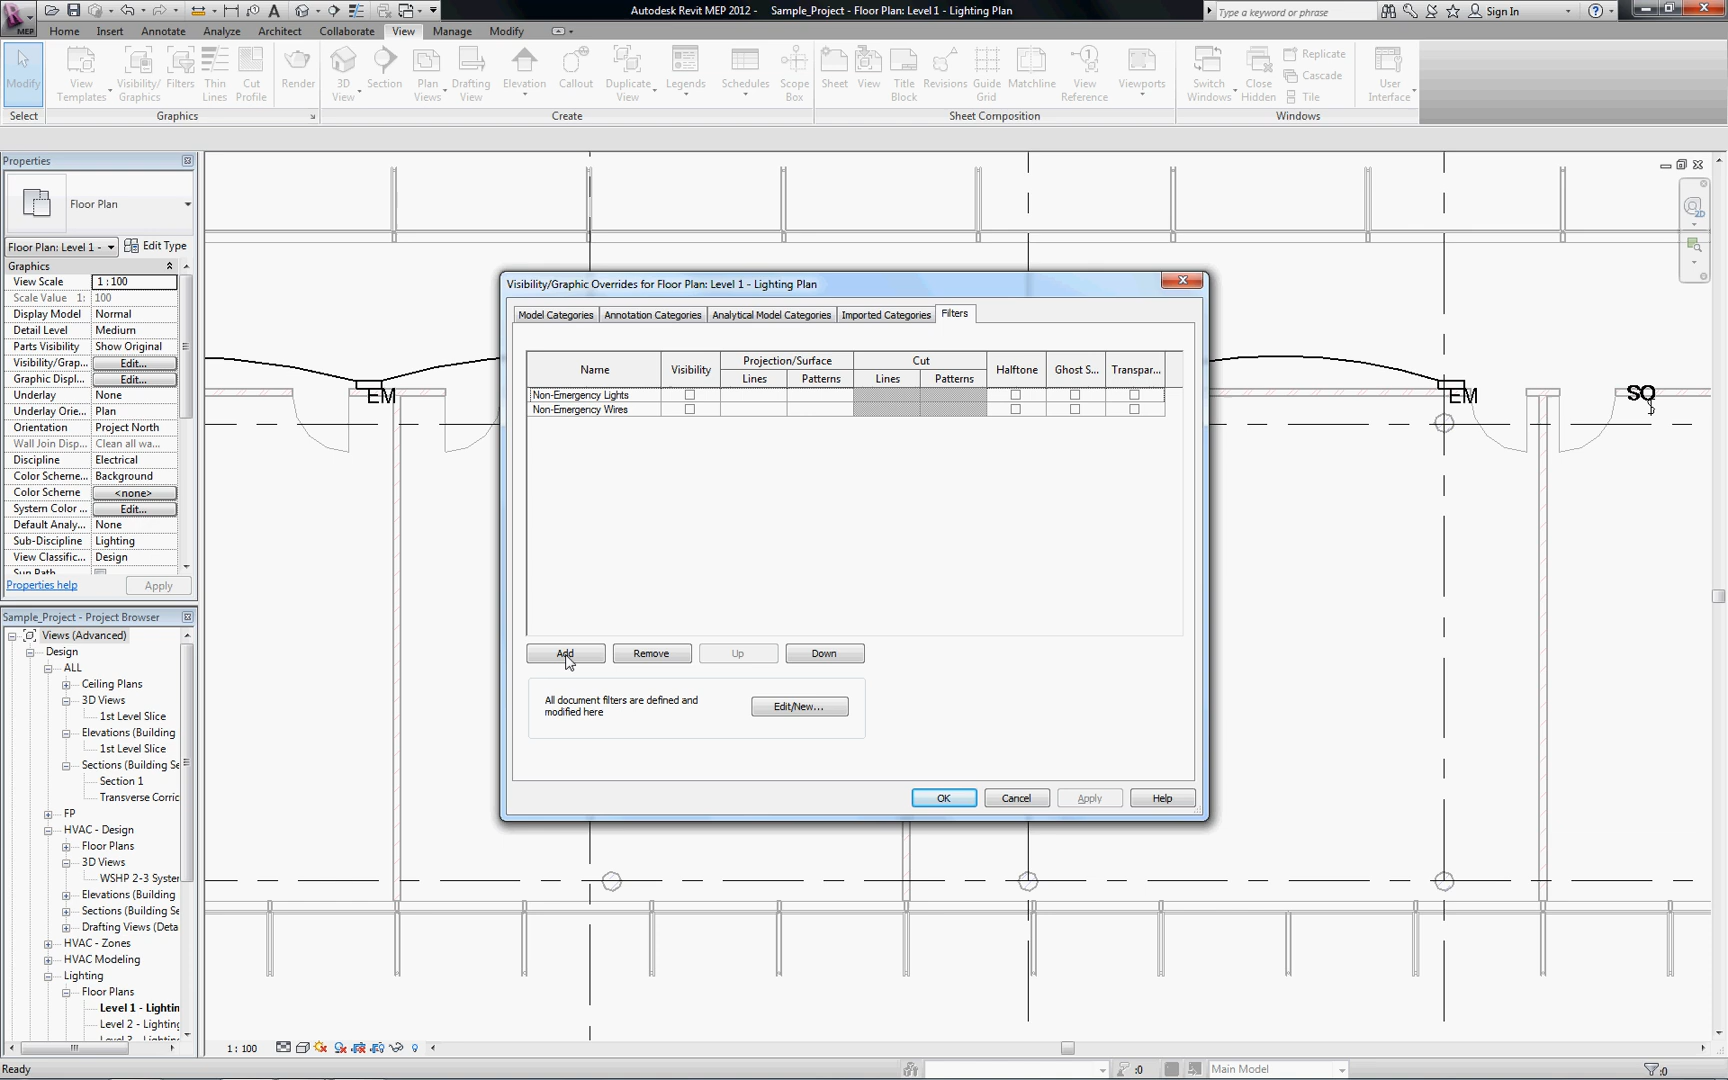 Autodesk Revit MEP 2012 - Sample_Project - Floor Plan: Level 1 - Lighting Plan
Type a keyword or phrase
Sign In
MEP
Home Insert Annotate Analyze Architect Collaborate View Manage Modify
Modify
View Templates
Visibility/ Graphics
Filters
Thin Lines
Cut Profile
Render
3D View
Section
Plan Views
Drafting View
Elevation
Callout
Duplicate View
Legends
Schedules
Scope Box
Sheet
View
Title Block
Revisions
Guide Grid
Matchline
View Reference
Viewports
Switch Windows
Close Hidden
Replicate
Cascade
Tile
User Interface
Select
Graphics
Create
Sheet Composition
Windows
Properties
Floor Plan
Floor Plan: Level 1 -
Edit Type
Graphics
View Scale 1 : 100
Scale Value 1: 100
Display Model Normal
Detail Level Medium
Parts Visibility Show Original
Visibility/Grap... Edit...
Graphic Displ... Edit...
Underlay None
Underlay Orie... Plan
Orientation Project North
Wall Join Disp... Clean all wa...
Discipline Electrical
Color Scheme... Background
Color Scheme <none>
System Color ... Edit...
Default Analy... None
Sub-Discipline Lighting
View Classific... Design
Sun Path
Properties help
Apply
Sample_Project - Project Browser
Views (Advanced)
Design
ALL
Ceiling Plans
3D Views
1st Level Slice
Elevations (Building
1st Level Slice
Sections (Building Se
Section 1
Transverse Corric
FP
HVAC - Design
Floor Plans
3D Views
WSHP 2-3 Syster
Elevations (Building
Sections (Building Se
Drafting Views (Deta
HVAC - Zones
HVAC Modeling
Lighting
Floor Plans
Level 1 - Lightin
Level 2 - Lighting
EM
EM
SO
Visibility/Graphic Overrides for Floor Plan: Level 1 - Lighting Plan
Model Categories Annotation Categories Analytical Model Categories Imported Categories Filters
Name Visibility Projection/Surface Cut Halftone Ghost S... Transpar...
Lines Patterns Lines Patterns
Non-Emergency Lights
Non-Emergency Wires
Add Remove Up Down
All document filters are defined and
modified here
Edit/New...
OK Cancel Apply Help
2D
1 : 100
Ready
:0
Main Model
:0